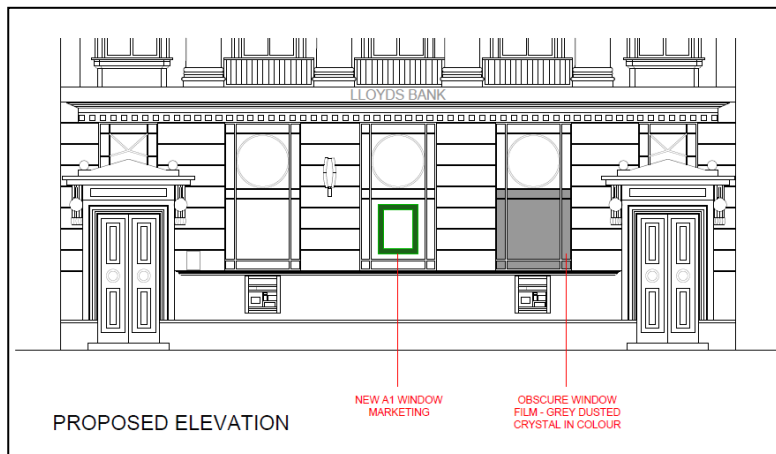 LLOYDS BANK
NEW A1 WINDOW
MARKETING
OBSCURE WINDOW
FILM - GREY DUSTED
CRYSTAL IN COLOUR
PROPOSED ELEVATION